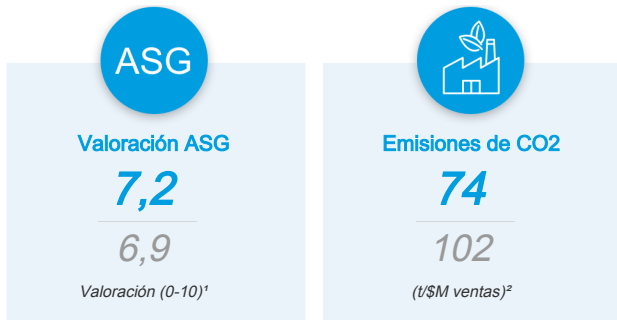 ASG
Valoración ASG
7,2
6,9
Valoración (0-10)¹
Emisiones de CO2
74
102
(t/$M ventas)²